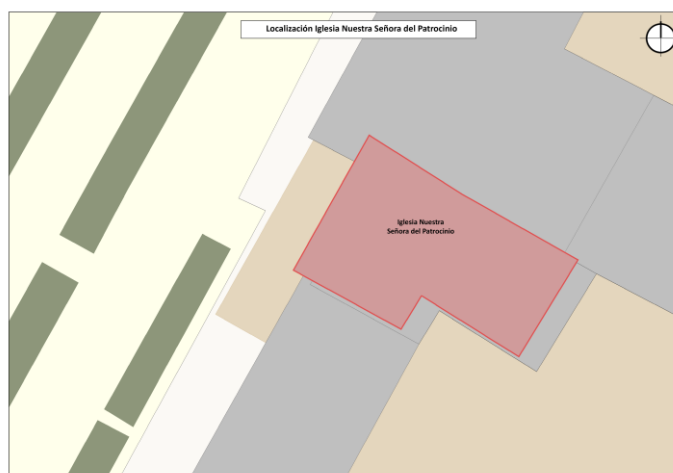 Localización Iglesia Nuestra Señora del Patrocinio
Iglesia Nuestra
Señora del Patrocinio